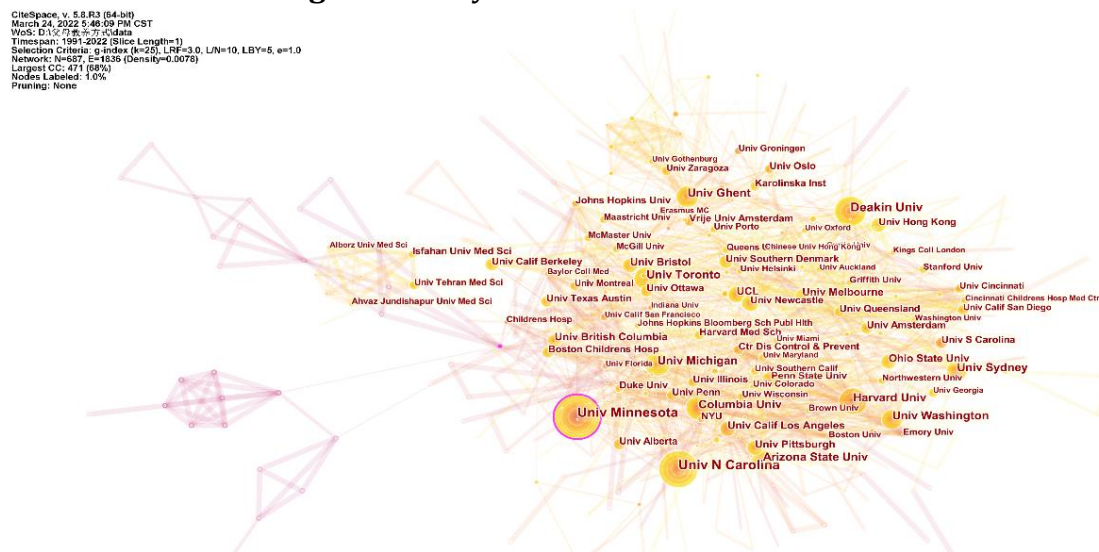 CiteSpace, v. 5.8.R3 (64-bit)
March 24, 2022 5:46:09 PM CST
WoS: D:\父母教养方式\data
Timespan: 1991-2022 (Slice Length=1)
Selection Criteria: g-index (k=25), LRF=3.0, L/N=10, LBY=5, e=1.0
Network: N=687, E=1836 (Density=0.0078)
Largest CC: 471 (68%)
Nodes Labeled: 1.0%
Pruning: None
Univ Groningen
Univ Gothenburg
Univ Zaragoza
Univ Oslo
Karolinska Inst
Univ Ghent
Johns Hopkins Univ
Erasmus MC
Deakin Univ
Maastricht Univ
Vrije Univ Amsterdam
Univ Hong Kong
Univ Porto
Univ Oxford
McMaster Univ
Alborz Univ Med Sci
McGill Univ
Queens
Chinese Univ Hong Kong
Isfahan Univ Med Sci
Kings Coll London
Univ Calif Berkeley
Univ Bristol
Univ Southern Denmark
Baylor Coll Med
Univ Toronto
Univ Helsinki
Univ Auckland
Stanford Univ
Univ Tehran Med Sci
Univ Montreal
Griffith Univ
Univ Ottawa
UCL
Univ Melbourne
Univ Cincinnati
Ahvaz Jundishapur Univ Med Sci
Univ Texas Austin
Indiana Univ
Univ Newcastle
Cincinnati Childrens Hosp Med Ctr
Univ Queensland
Univ Calif San Diego
Univ Calif San Francisco
Washington Univ
Childrens Hosp
Johns Hopkins Bloomberg Sch Publ Hlth
Univ Amsterdam
Harvard Med Sch
Univ British Columbia
Univ Miami
Univ S Carolina
Boston Childrens Hosp
Ctr Dis Control & Prevent
Univ Maryland
Univ Florida
Univ Michigan
Ohio State Univ
Univ Southern Calif
Univ Sydney
Penn State Univ
Univ Illinois
Northwestern Univ
Duke Univ
Univ Colorado
Univ Penn
Univ Wisconsin
Univ Georgia
Harvard Univ
Columbia Univ
Brown Univ
Univ Minnesota
NYU
Univ Washington
Univ Calif Los Angeles
Emory Univ
Boston Univ
Univ Alberta
Univ Pittsburgh
Arizona State Univ
Univ N Carolina